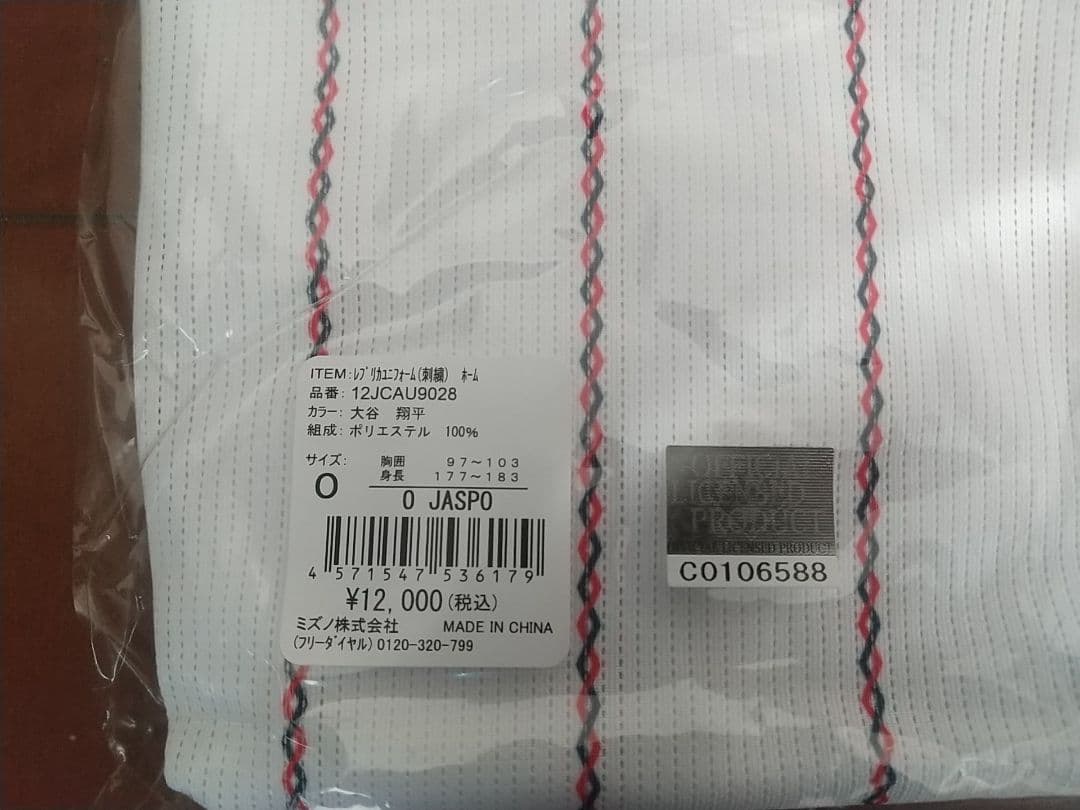 ITEM:ﾚﾌﾟﾘｶﾕﾆﾌｫｰﾑ(刺繍) ﾎｰﾑ
品番: 12JCAU9028
カラー: 大谷 翔平
組成: ポリエステル 100%
サイズ: 胸囲 97~103
O 身長 177~183
O JASPO
4 571547 536179
¥12,000(税込)
ミズノ株式会社 MADE IN CHINA
(フリーダイヤル) 0120-320-799
OFFICIAL
LICENSED
PRODUCT
OFFICIAL LICENSED PRODUCT
C0106588